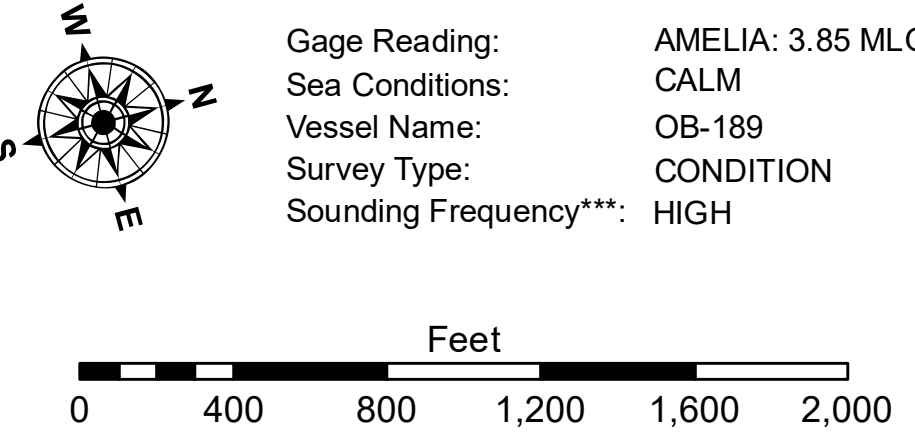 W
N
S
E
Gage Reading: AMELIA: 3.85
Sea Conditions: CALM
Vessel Name: OB-189
Survey Type: CONDITION
Sounding Frequency***: HIGH
Feet
0 400 800 1,200 1,600 2,000